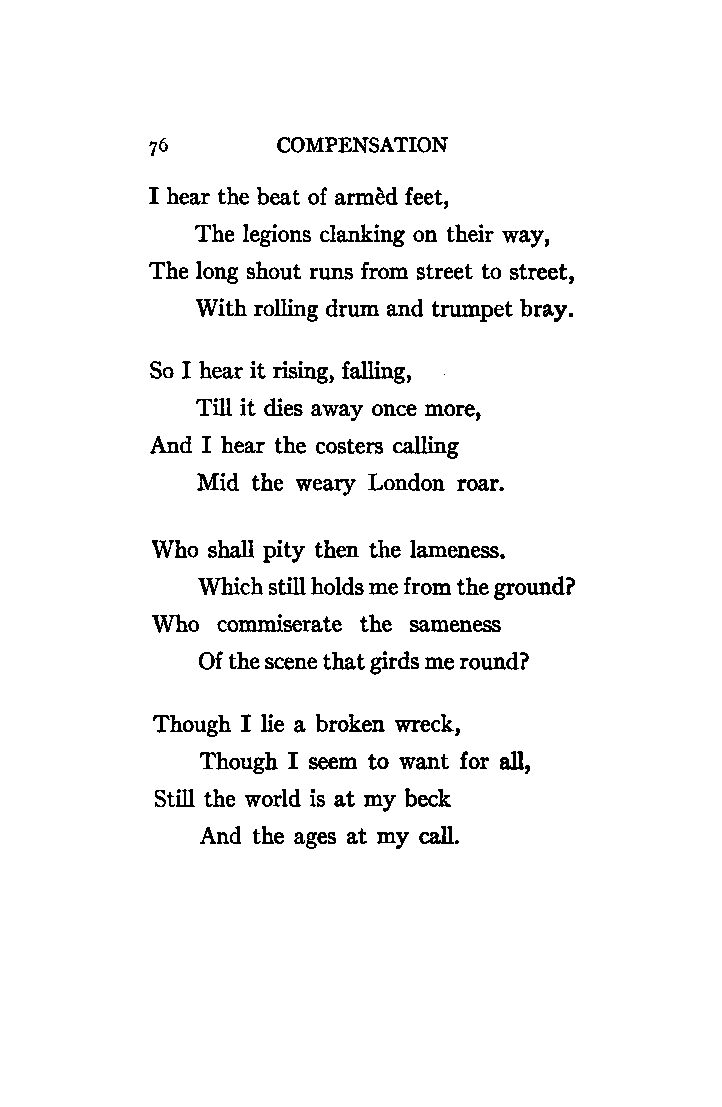 76 COMPENSATION
I hear the beat of armèd feet,
The legions clanking on their way,
The long shout runs from street to street,
With rolling drum and trumpet bray.
So I hear it rising, falling,
Till it dies away once more,
And I hear the costers calling
Mid the weary London roar.
Who shall pity then the lameness.
Which still holds me from the ground?
Who commiserate the sameness
Of the scene that girds me round?
Though I lie a broken wreck,
Though I seem to want for all,
Still the world is at my beck
And the ages at my call.